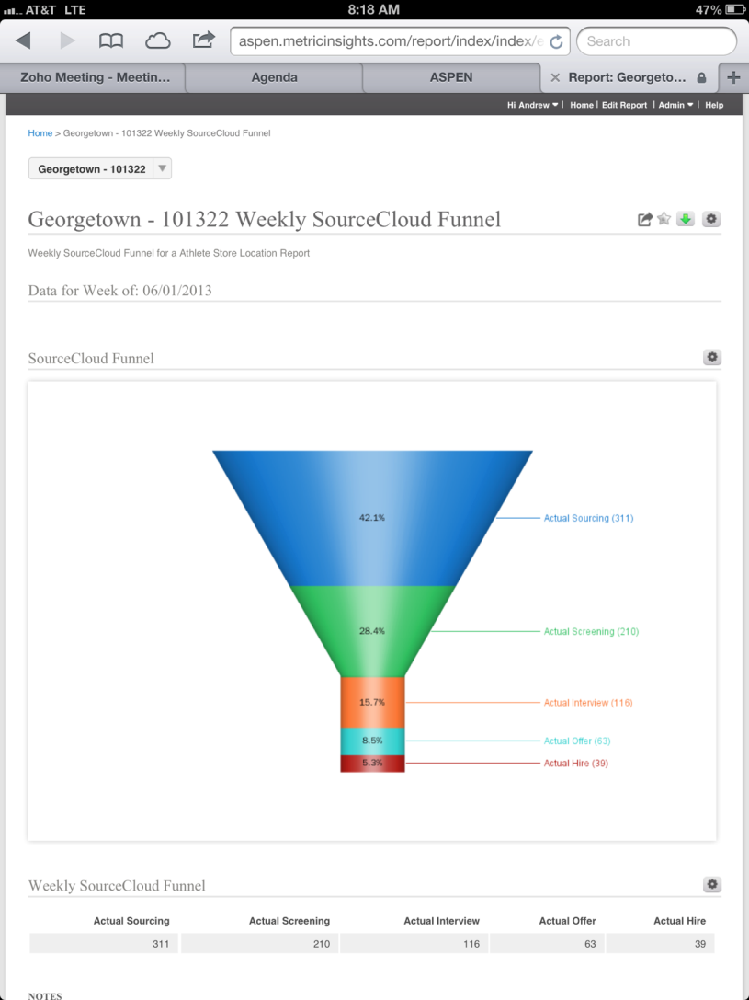 AT&T LTE 8:18 AM 47%
aspen.metricinsights.com/report/index/index/e Search
Zoho Meeting - Meetin... Agenda ASPEN Report: Georgeto...
Hi Andrew | Home | Edit Report | Admin | Help
Home > Georgetown - 101322 Weekly SourceCloud Funnel
Georgetown - 101322
Georgetown - 101322 Weekly SourceCloud Funnel
Weekly SourceCloud Funnel for a Athlete Store Location Report
Data for Week of: 06/01/2013
SourceCloud Funnel
42.1% Actual Sourcing (311)
28.4% Actual Screening (210)
15.7% Actual Interview (116)
8.5% Actual Offer (63)
5.3% Actual Hire (39)
Weekly SourceCloud Funnel
Actual Sourcing Actual Screening Actual Interview Actual Offer Actual Hire
311 210 116 63 39
NOTES